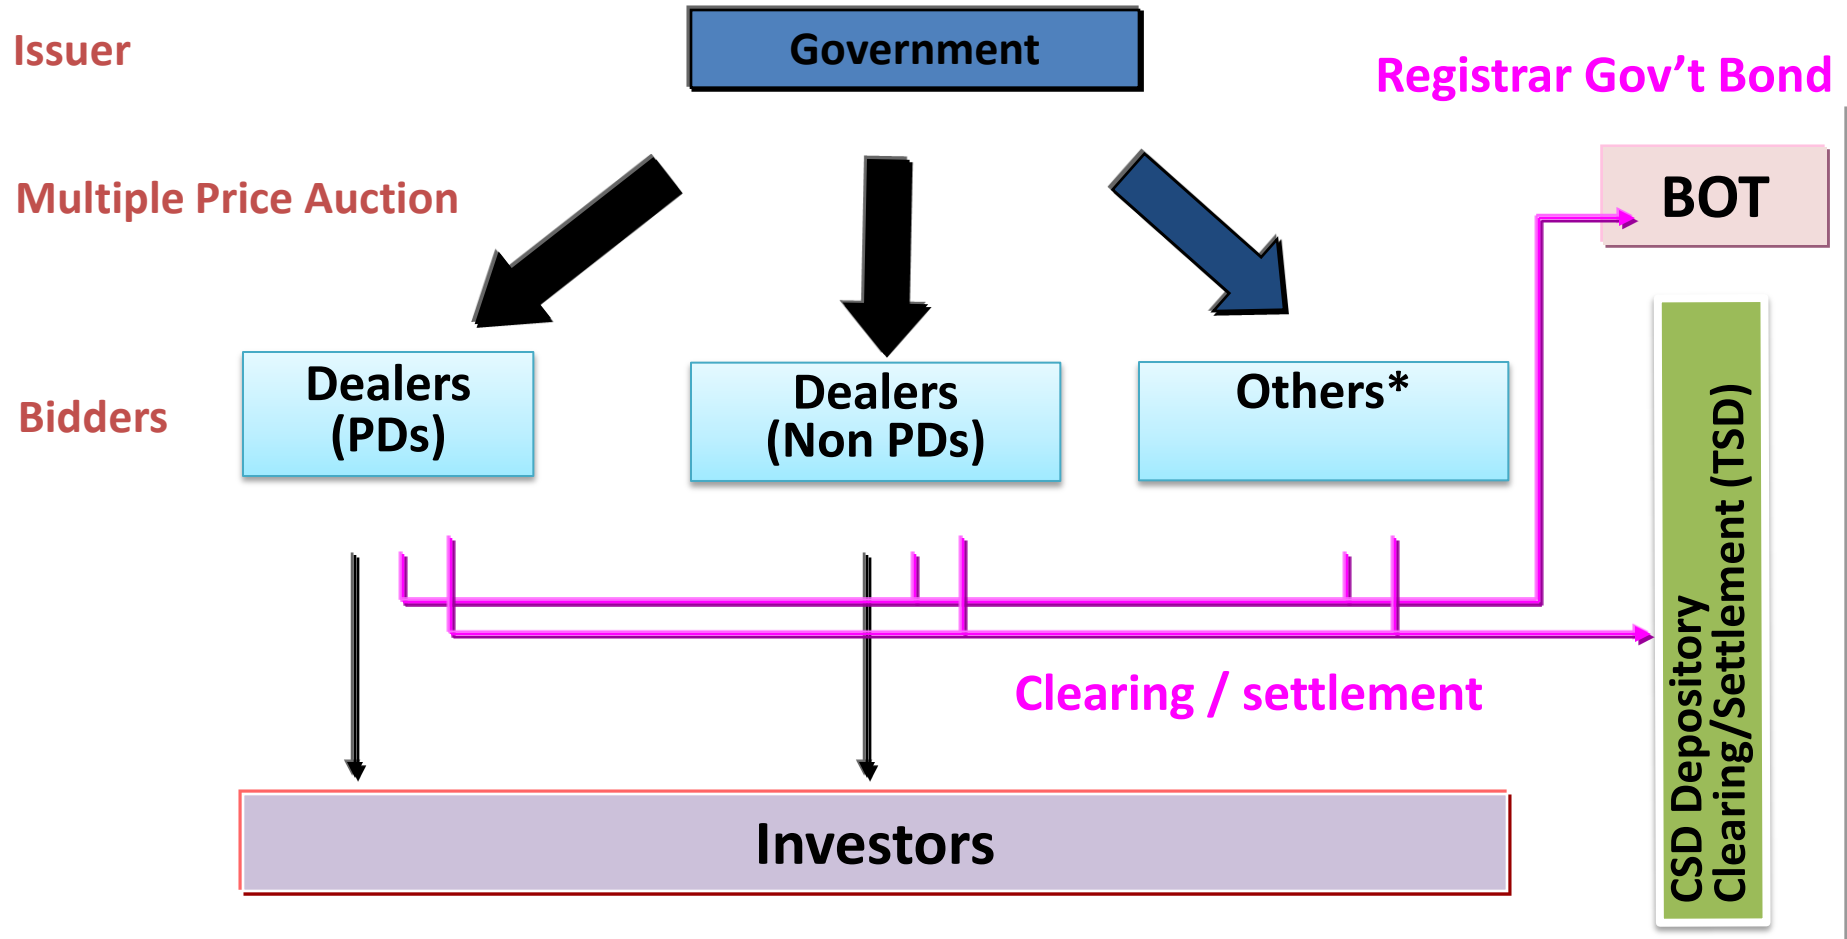 Issuer
Government
Registrar Gov’t Bond
Multiple Price Auction
BOT
Bidders
Dealers
(PDs)
Dealers
(Non PDs)
Others*
Clearing / settlement
CSD Depository
Clearing/Settlement (TSD)
Investors